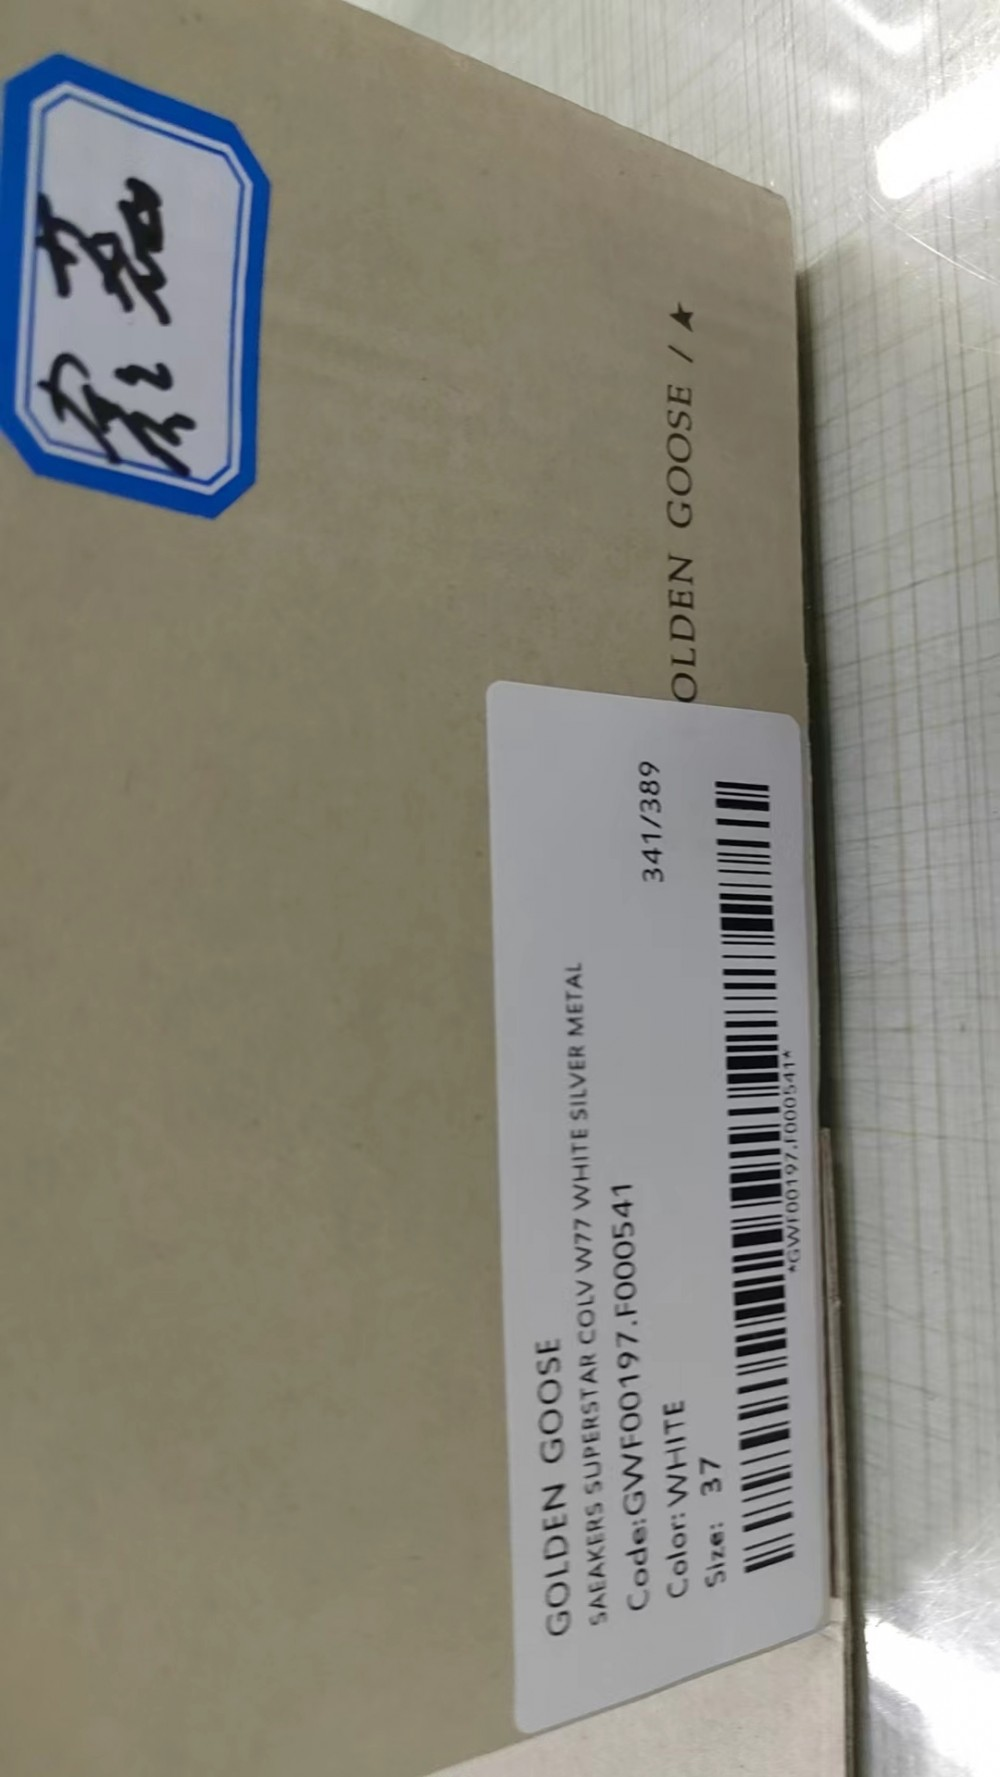 OLDEN GOOSE / ★
GOLDEN GOOSE
SAEAKERS SUPERSTAR COLV W77 WHITE SILVER METAL
Code:GWF00197.F000541
341/389
Color:WHITE
Size: 37
*GWF00197.F000541*